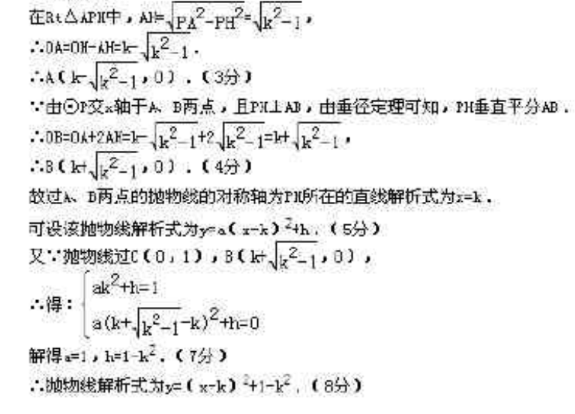 在Rt△APH中，AH=√(PA²-PH²)=√(k²-1)，
∴OA=OH-AH=k-√(k²-1)．
∴A（k-√(k²-1)，0）．（3分）
∵由⊙P交x轴于A、B两点，且PH⊥AB，由垂径定理可知，PH垂直平分AB．
∴OB=OA+2AH=k-√(k²-1)+2√(k²-1)=k+√(k²-1)，
∴B（k+√(k²-1)，0）．（4分）
故过A、B两点的抛物线的对称轴为PH所在的直线解析式为x=k．
可设该抛物线解析式为y=a（x-k）²+h．（5分）
又∵抛物线过C（0，1），B（k+√(k²-1)，0），
∴得：{ak²+h=1
a(k+√(k²-1)-k)²+h=0
解得a=1，h=1-k²．（7分）
∴抛物线解析式为y=（x-k）²+1-k²．（8分）